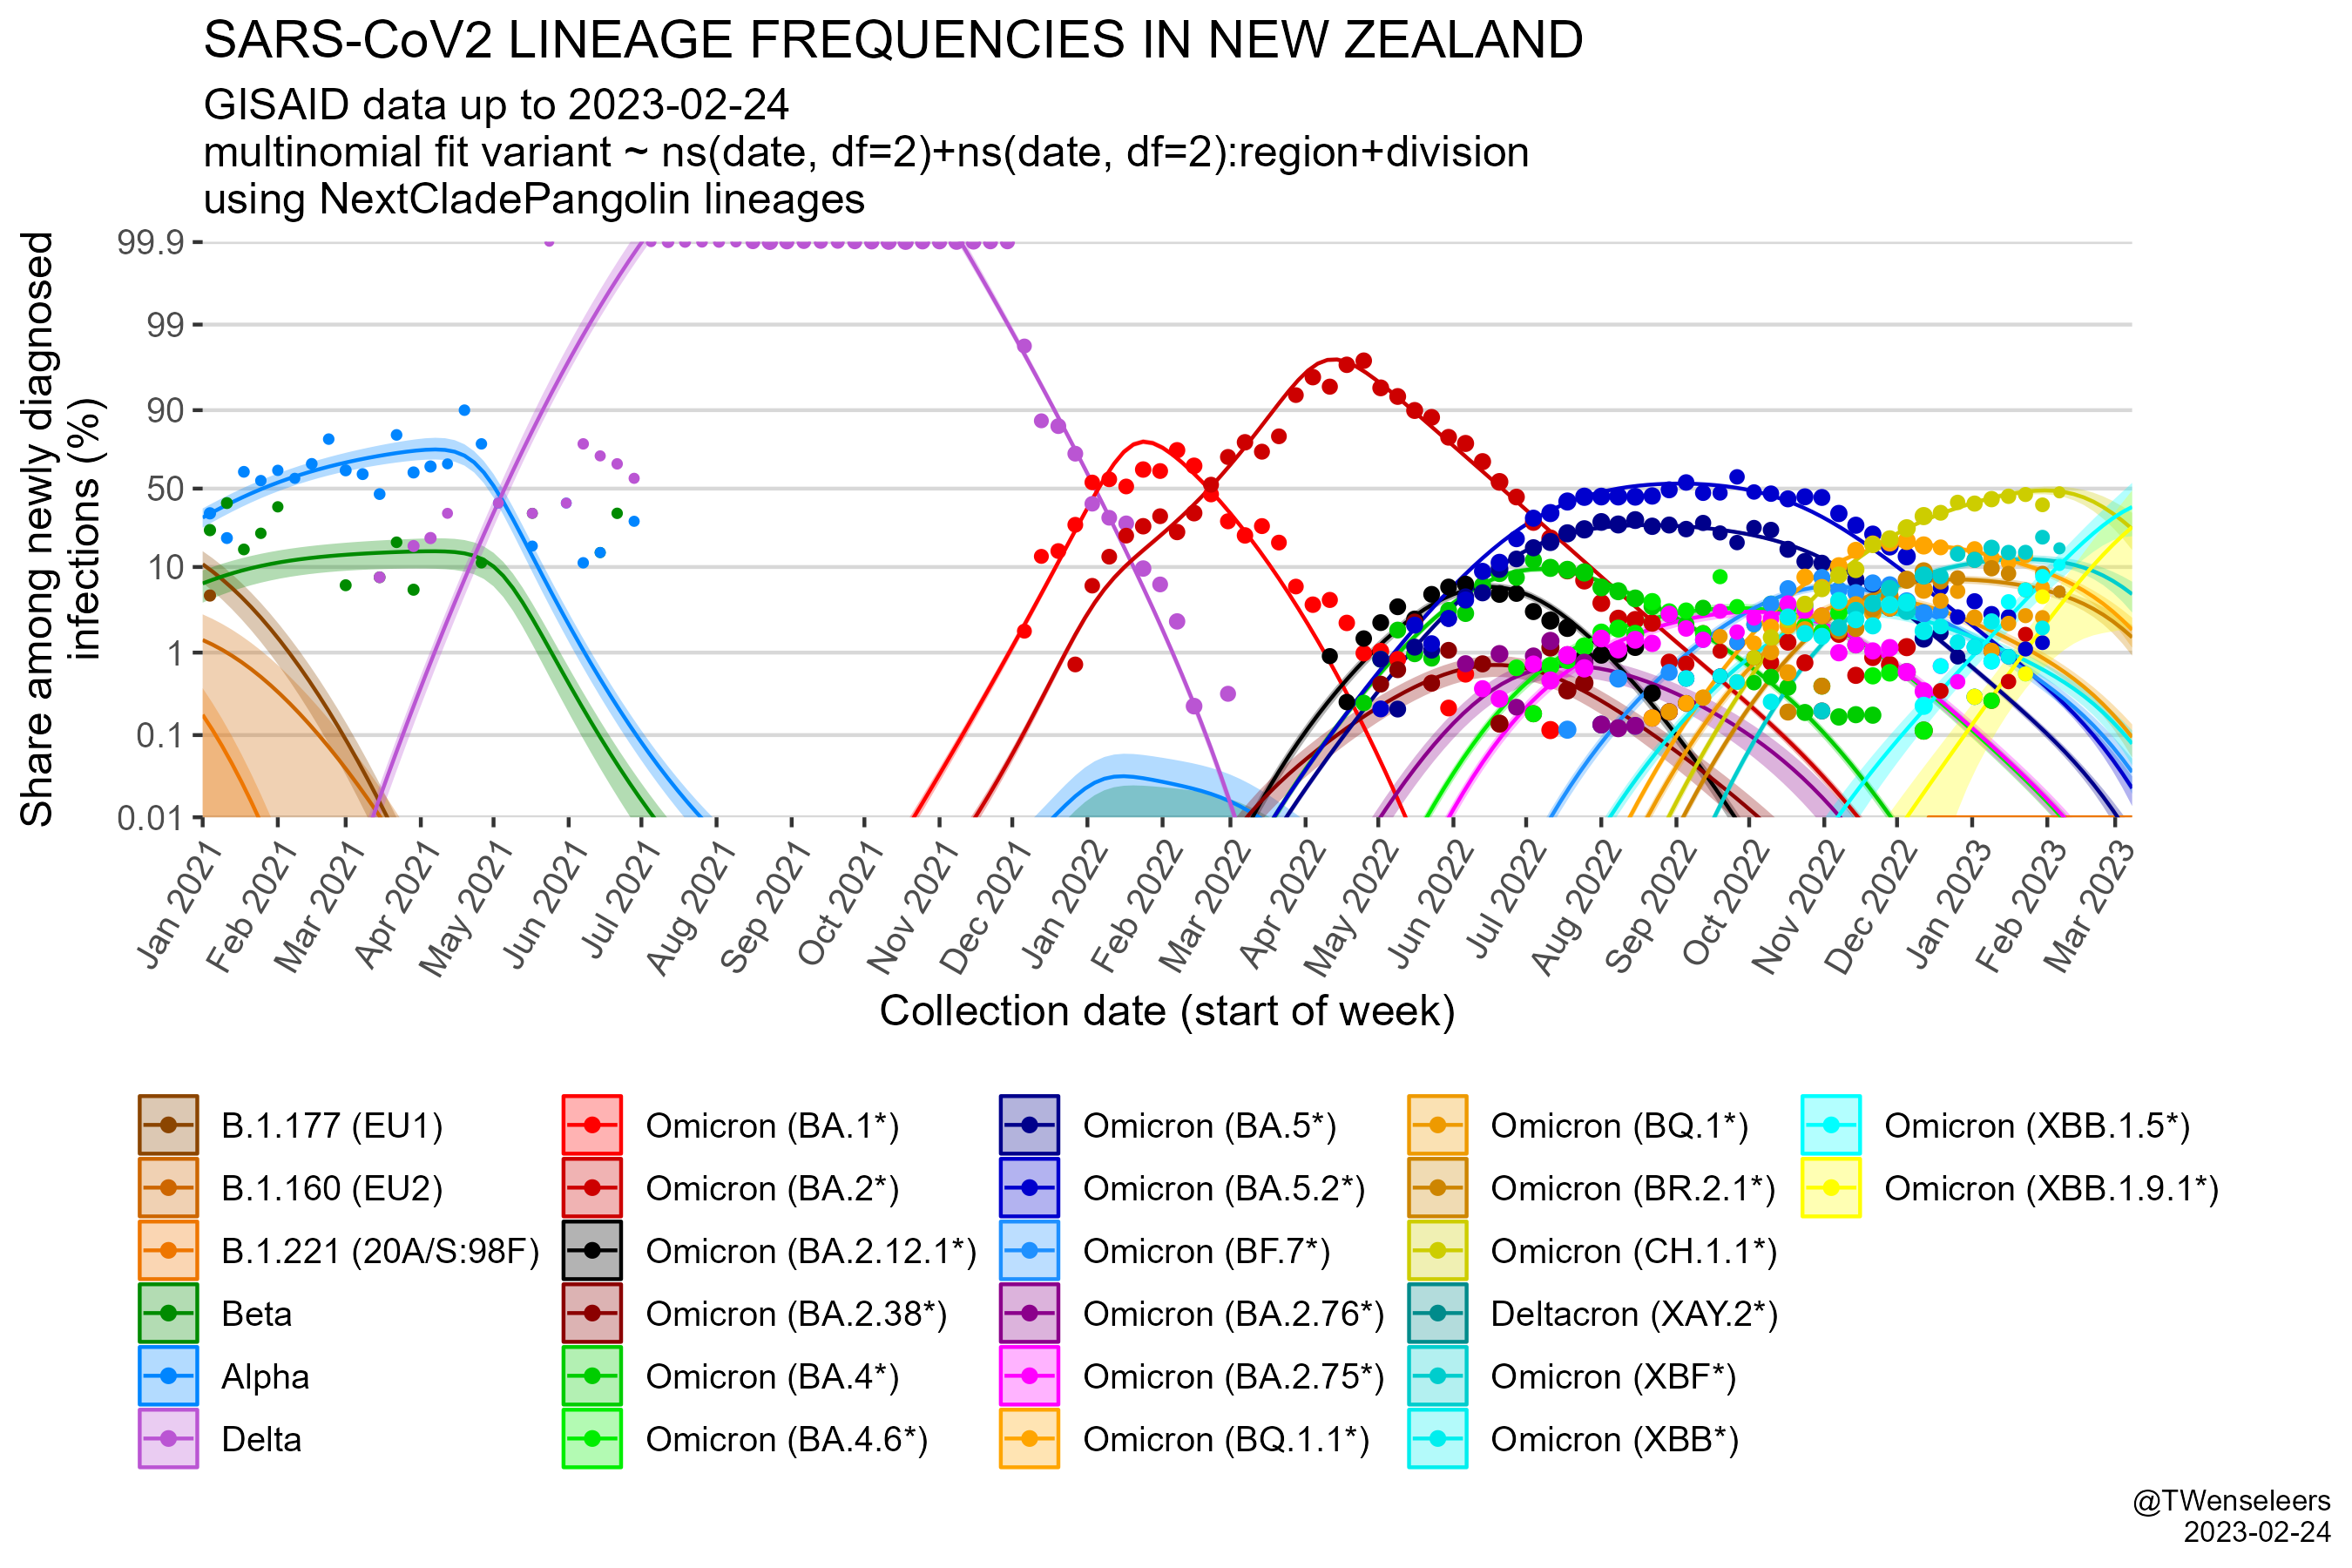 SARS-CoV2 LINEAGE FREQUENCIES IN NEW ZEALAND
GISAID data up to 2023-02-24
multinomial fit variant ~ ns(date, df=2)+ns(date, df=2):region+division
using NextCladePangolin lineages
Share among newly diagnosed
infections (%)
99.9
99
90
50
10
1
0.1
0.01
Jan 2021
Feb 2021
Mar 2021
Apr 2021
May 2021
Jun 2021
Jul 2021
Aug 2021
Sep 2021
Oct 2021
Nov 2021
Dec 2021
Jan 2022
Feb 2022
Mar 2022
Apr 2022
May 2022
Jun 2022
Jul 2022
Aug 2022
Sep 2022
Oct 2022
Nov 2022
Dec 2022
Jan 2023
Feb 2023
Mar 2023
Collection date (start of week)
B.1.177 (EU1)
B.1.160 (EU2)
B.1.221 (20A/S:98F)
Beta
Alpha
Delta
Omicron (BA.1*)
Omicron (BA.2*)
Omicron (BA.2.12.1*)
Omicron (BA.2.38*)
Omicron (BA.4*)
Omicron (BA.4.6*)
Omicron (BA.5*)
Omicron (BA.5.2*)
Omicron (BF.7*)
Omicron (BA.2.76*)
Omicron (BA.2.75*)
Omicron (BQ.1.1*)
Omicron (BQ.1*)
Omicron (BR.2.1*)
Omicron (CH.1.1*)
Deltacron (XAY.2*)
Omicron (XBF*)
Omicron (XBB*)
Omicron (XBB.1.5*)
Omicron (XBB.1.9.1*)
@TWenseleers
2023-02-24